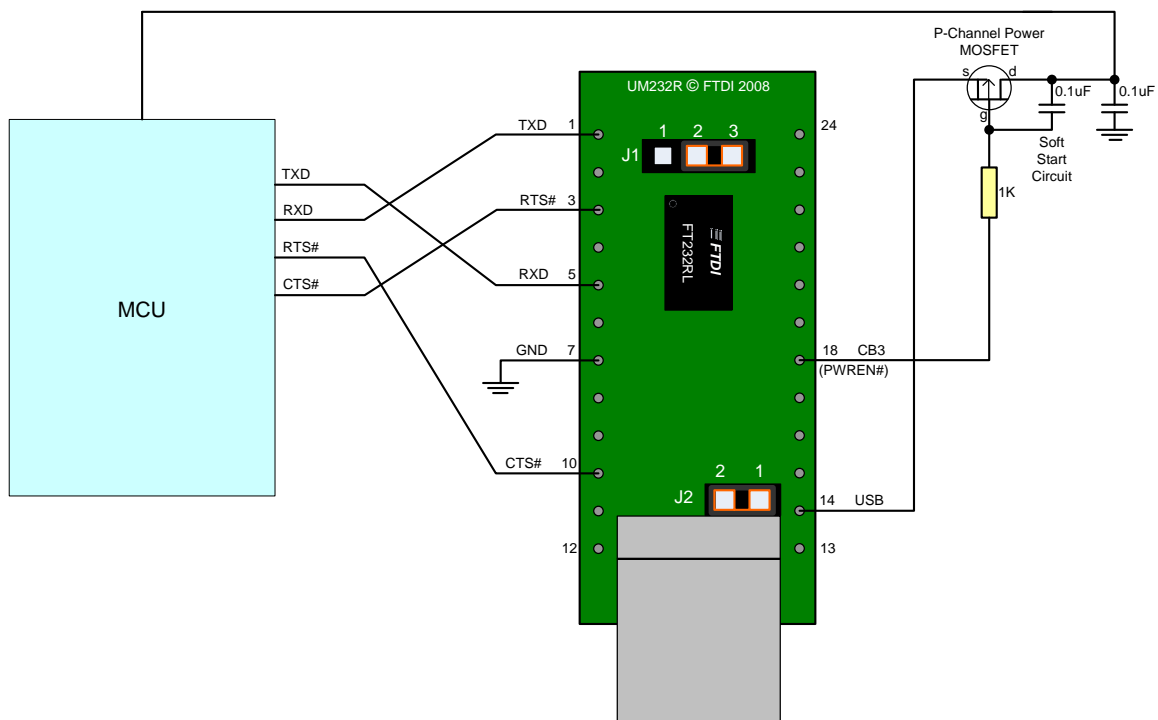 P-Channel Power
MOSFET
s
d
g
0.1uF
0.1uF
Soft
Start
Circuit
1K
UM232R © FTDI 2008
TXD 1
24
1 2 3
J1
TXD
RXD
RTS#
CTS#
MCU
RTS# 3
FTDI
FT232RL
RXD 5
GND 7
18 CB3
(PWREN#)
CTS# 10
2 1
J2
14 USB
12
13